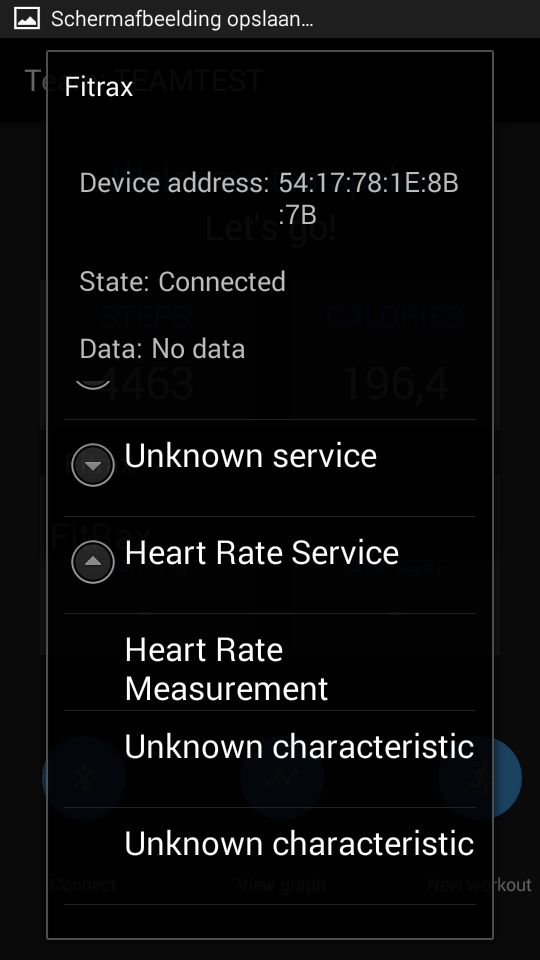 Schermafbeelding opslaan…
Te TEAMTEST
Fitrax
Device address: 54:17:78:1E:8B
:7B
Let's go!
State: Connected
STEPS CALORIES
Data: No data
4463 196,4
Unknown service
Heart Rate Service
Heart Rate
Measurement
Unknown characteristic
Unknown characteristic
Connect View graph New workout